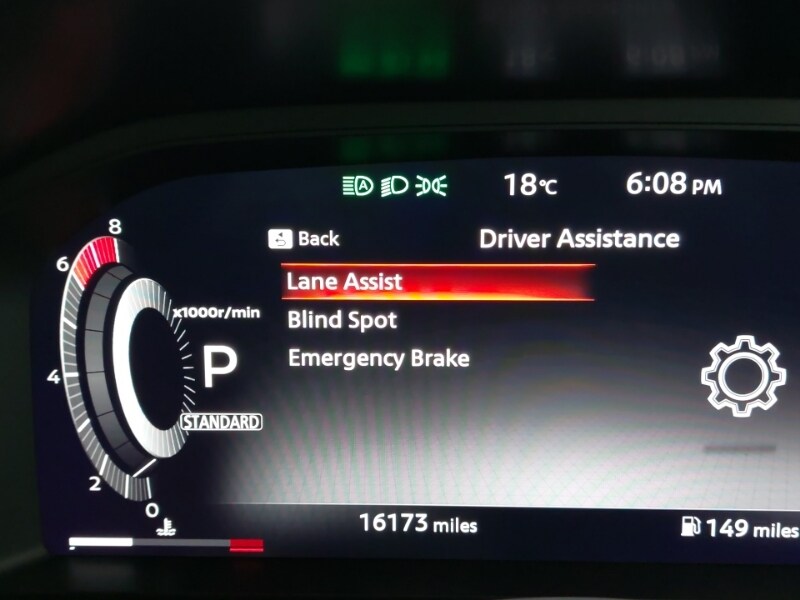 18°C 6:08 PM
Back Driver Assistance
Lane Assist
Blind Spot
Emergency Brake
8
6
x1000r/min
P
4
STANDARD
2
0
16173 miles 149 miles